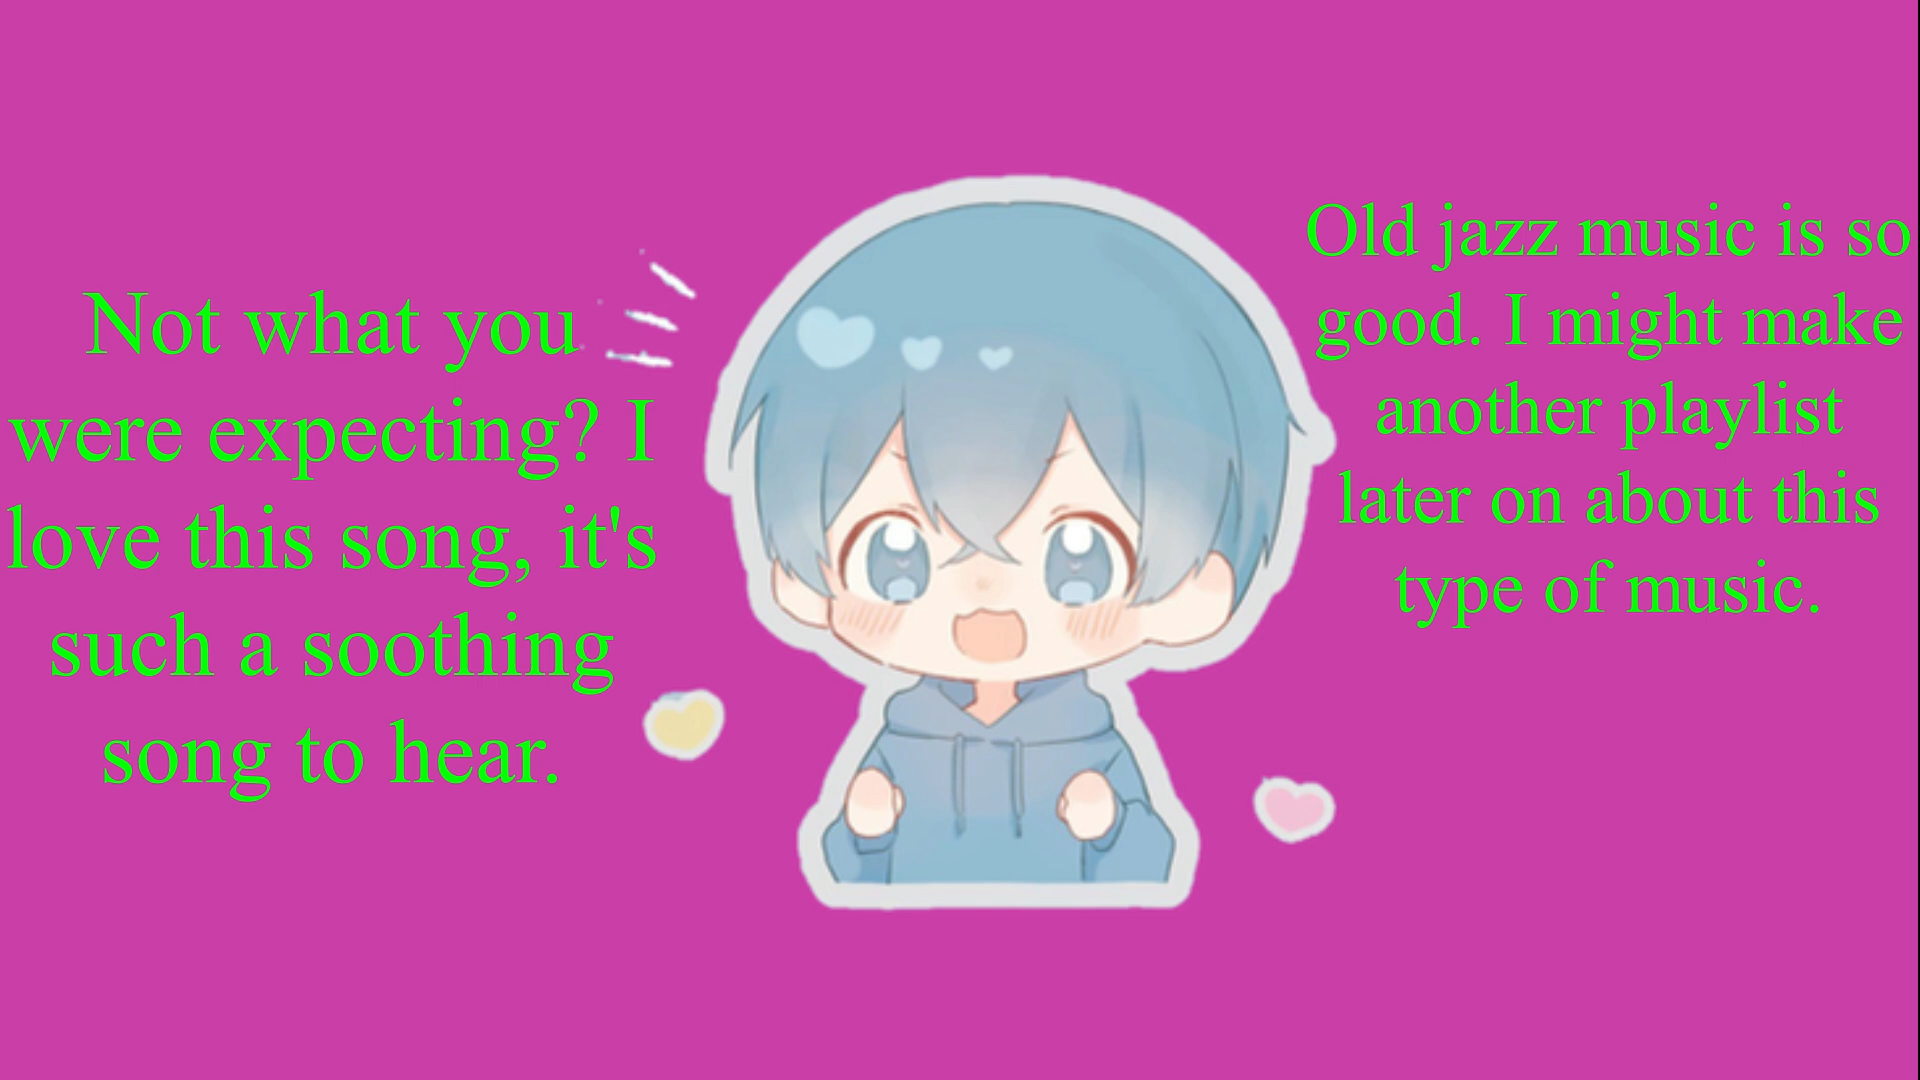 Not what you
were expecting? I
love this song, it's
such a soothing
song to hear.
Old jazz music is so
good. I might make
another playlist
later on about this
type of music.